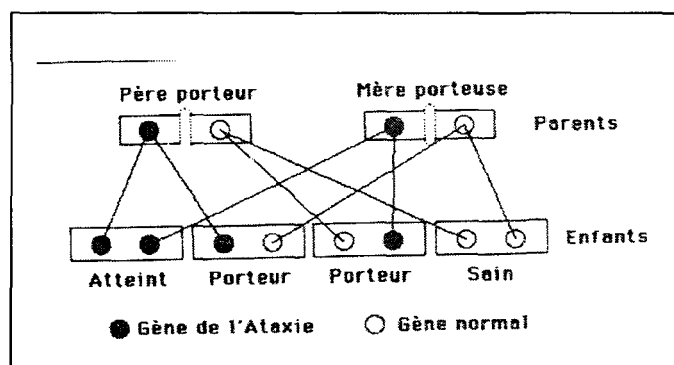 Père porteur Mère porteuse
Parents
Enfants
Atteint Porteur Porteur Sain
Gène de l'Ataxie Gène normal